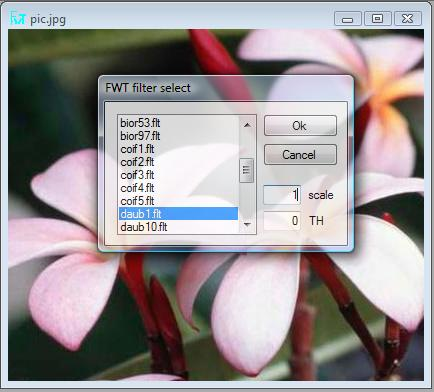 FWT pic.jpg
FWT filter select
bior53.flt
bior97.flt
coif1.flt
coif2.flt
coif3.flt
coif4.flt
coif5.flt
daub1.flt
daub10.flt
Ok
Cancel
1 scale
0 TH